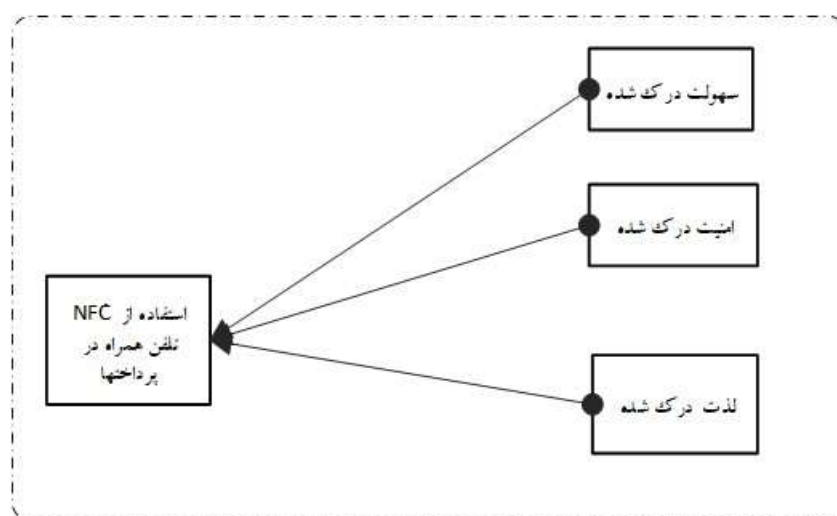 سهولت درک شده
امنیت درک شده
استفاده از NFC
تلفن همراه در
پرداختها
لذت درک شده